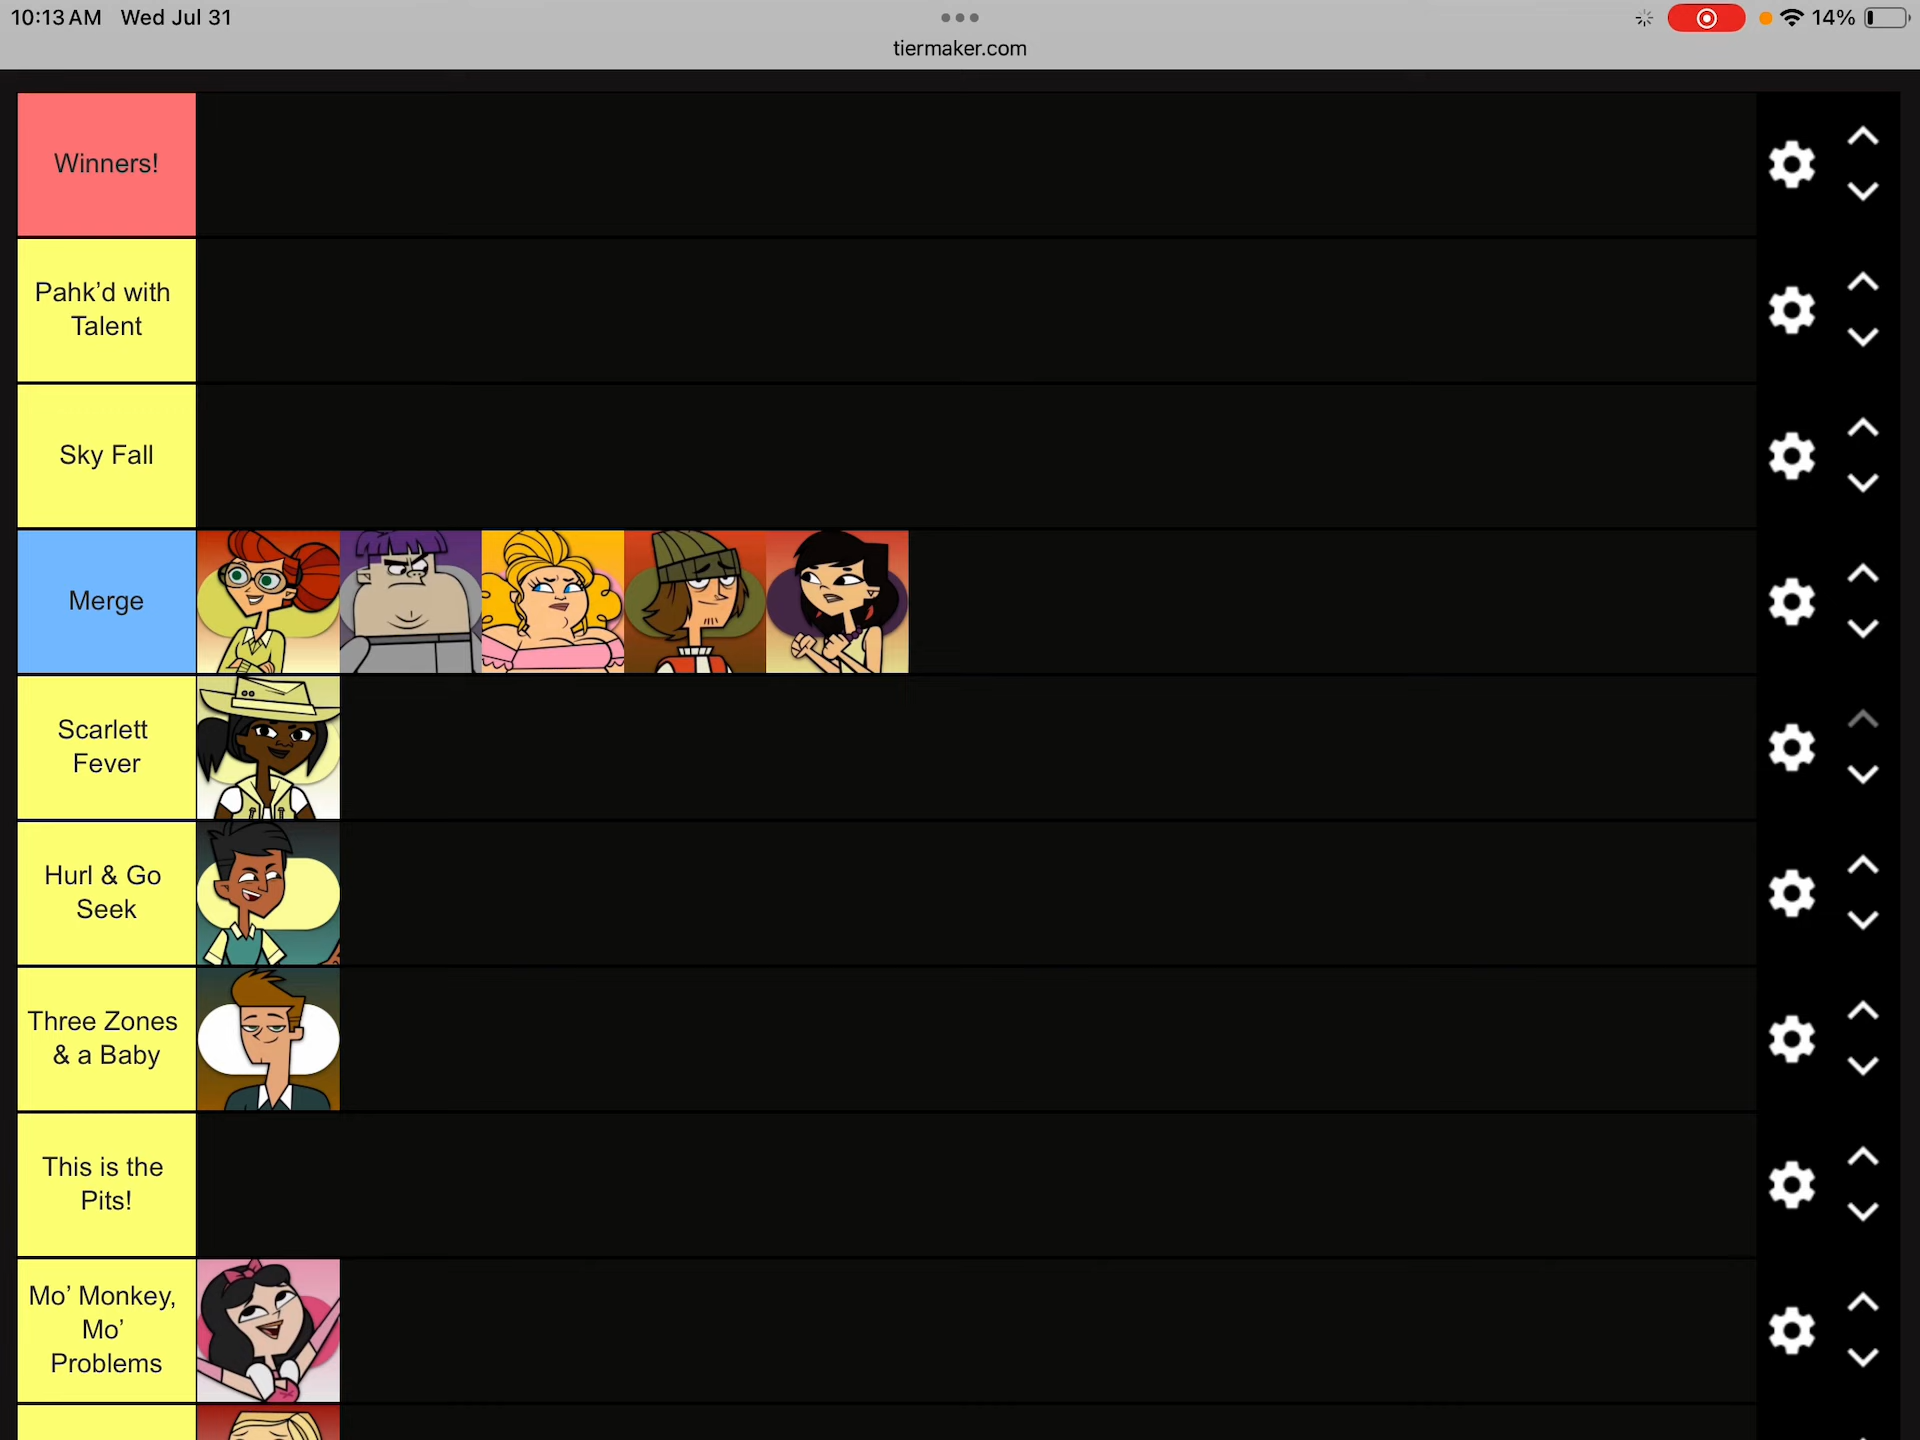 10:13 AM Wed Jul 31
14%
tiermaker.com
Winners!
Pahk’d with
Talent
Sky Fall
Merge
Scarlett
Fever
Hurl & Go
Seek
Three Zones
& a Baby
This is the
Pits!
Mo’ Monkey,
Mo’
Problems